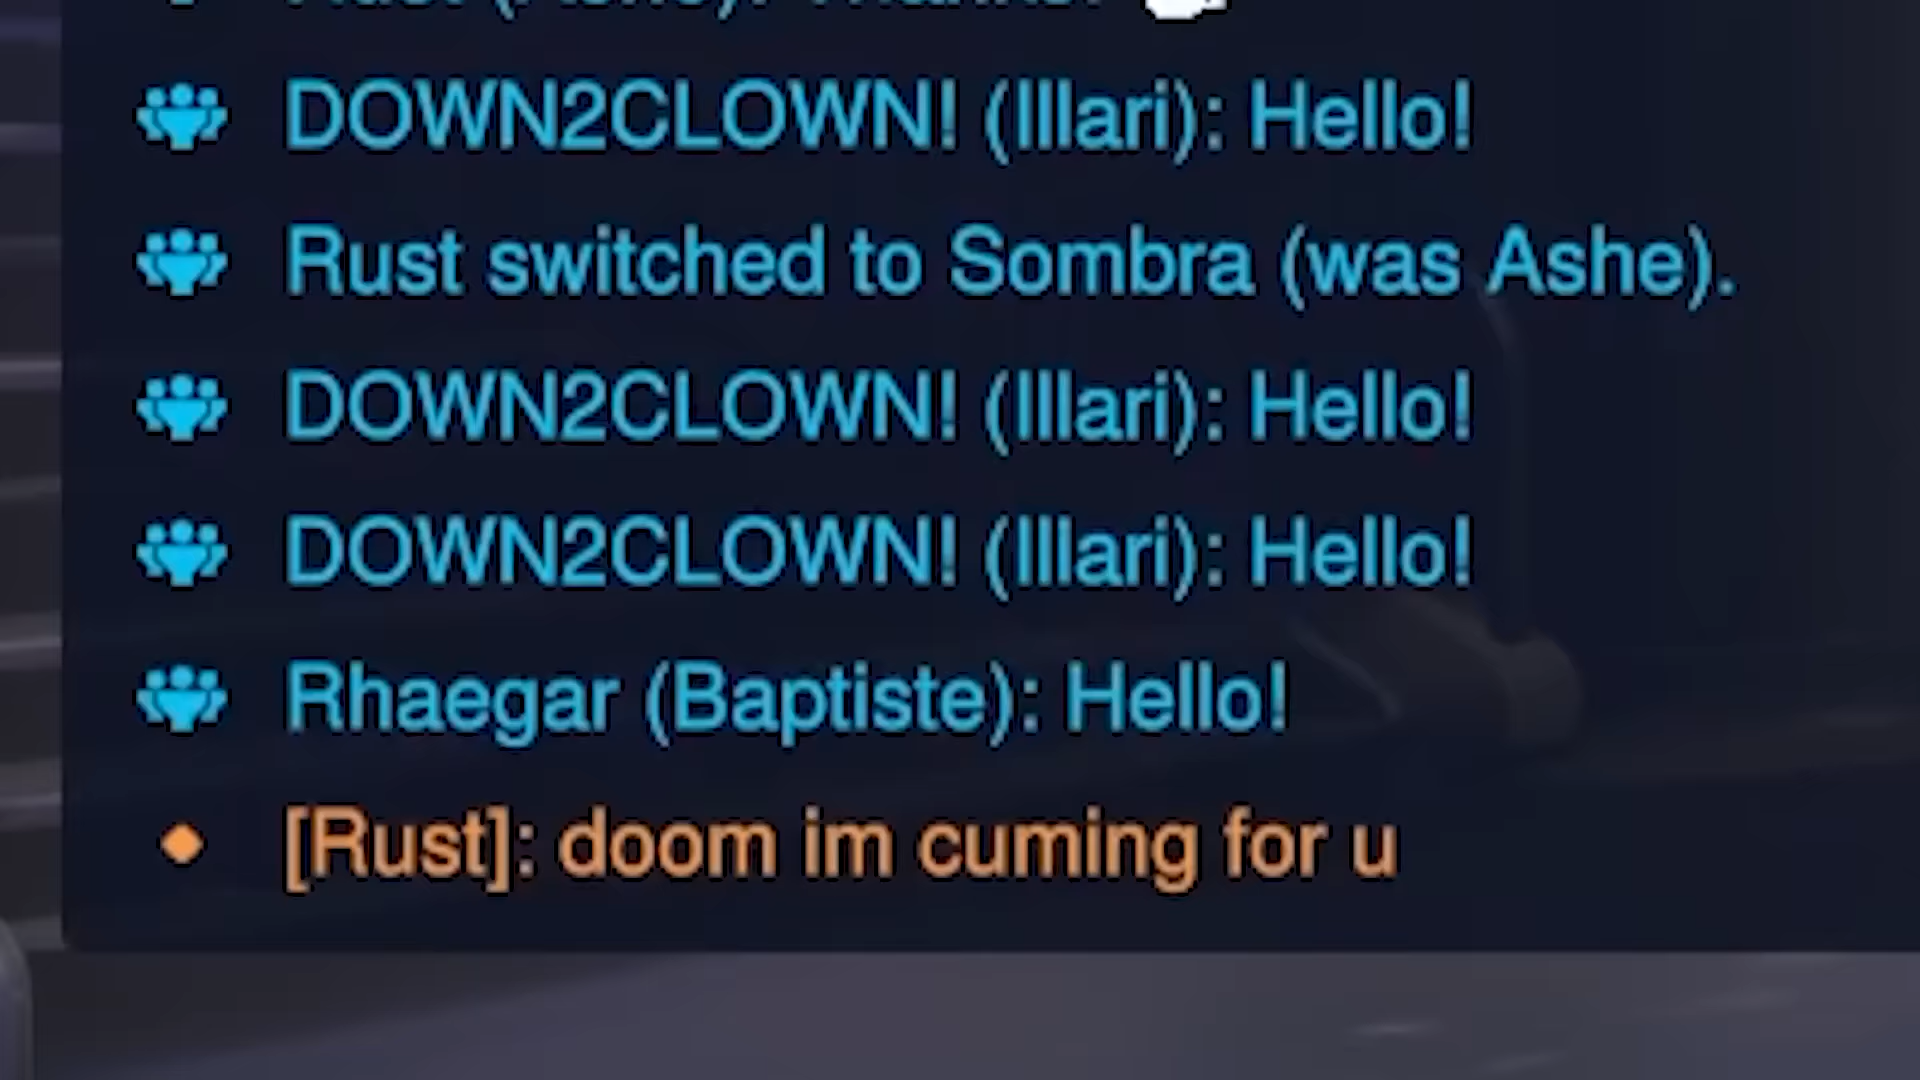 DOWN2CLOWN! (Illari): Hello!
Rust switched to Sombra (was Ashe).
DOWN2CLOWN! (Illari): Hello!
DOWN2CLOWN! (Illari): Hello!
Rhaegar (Baptiste): Hello!
[Rust]: doom im cuming for u